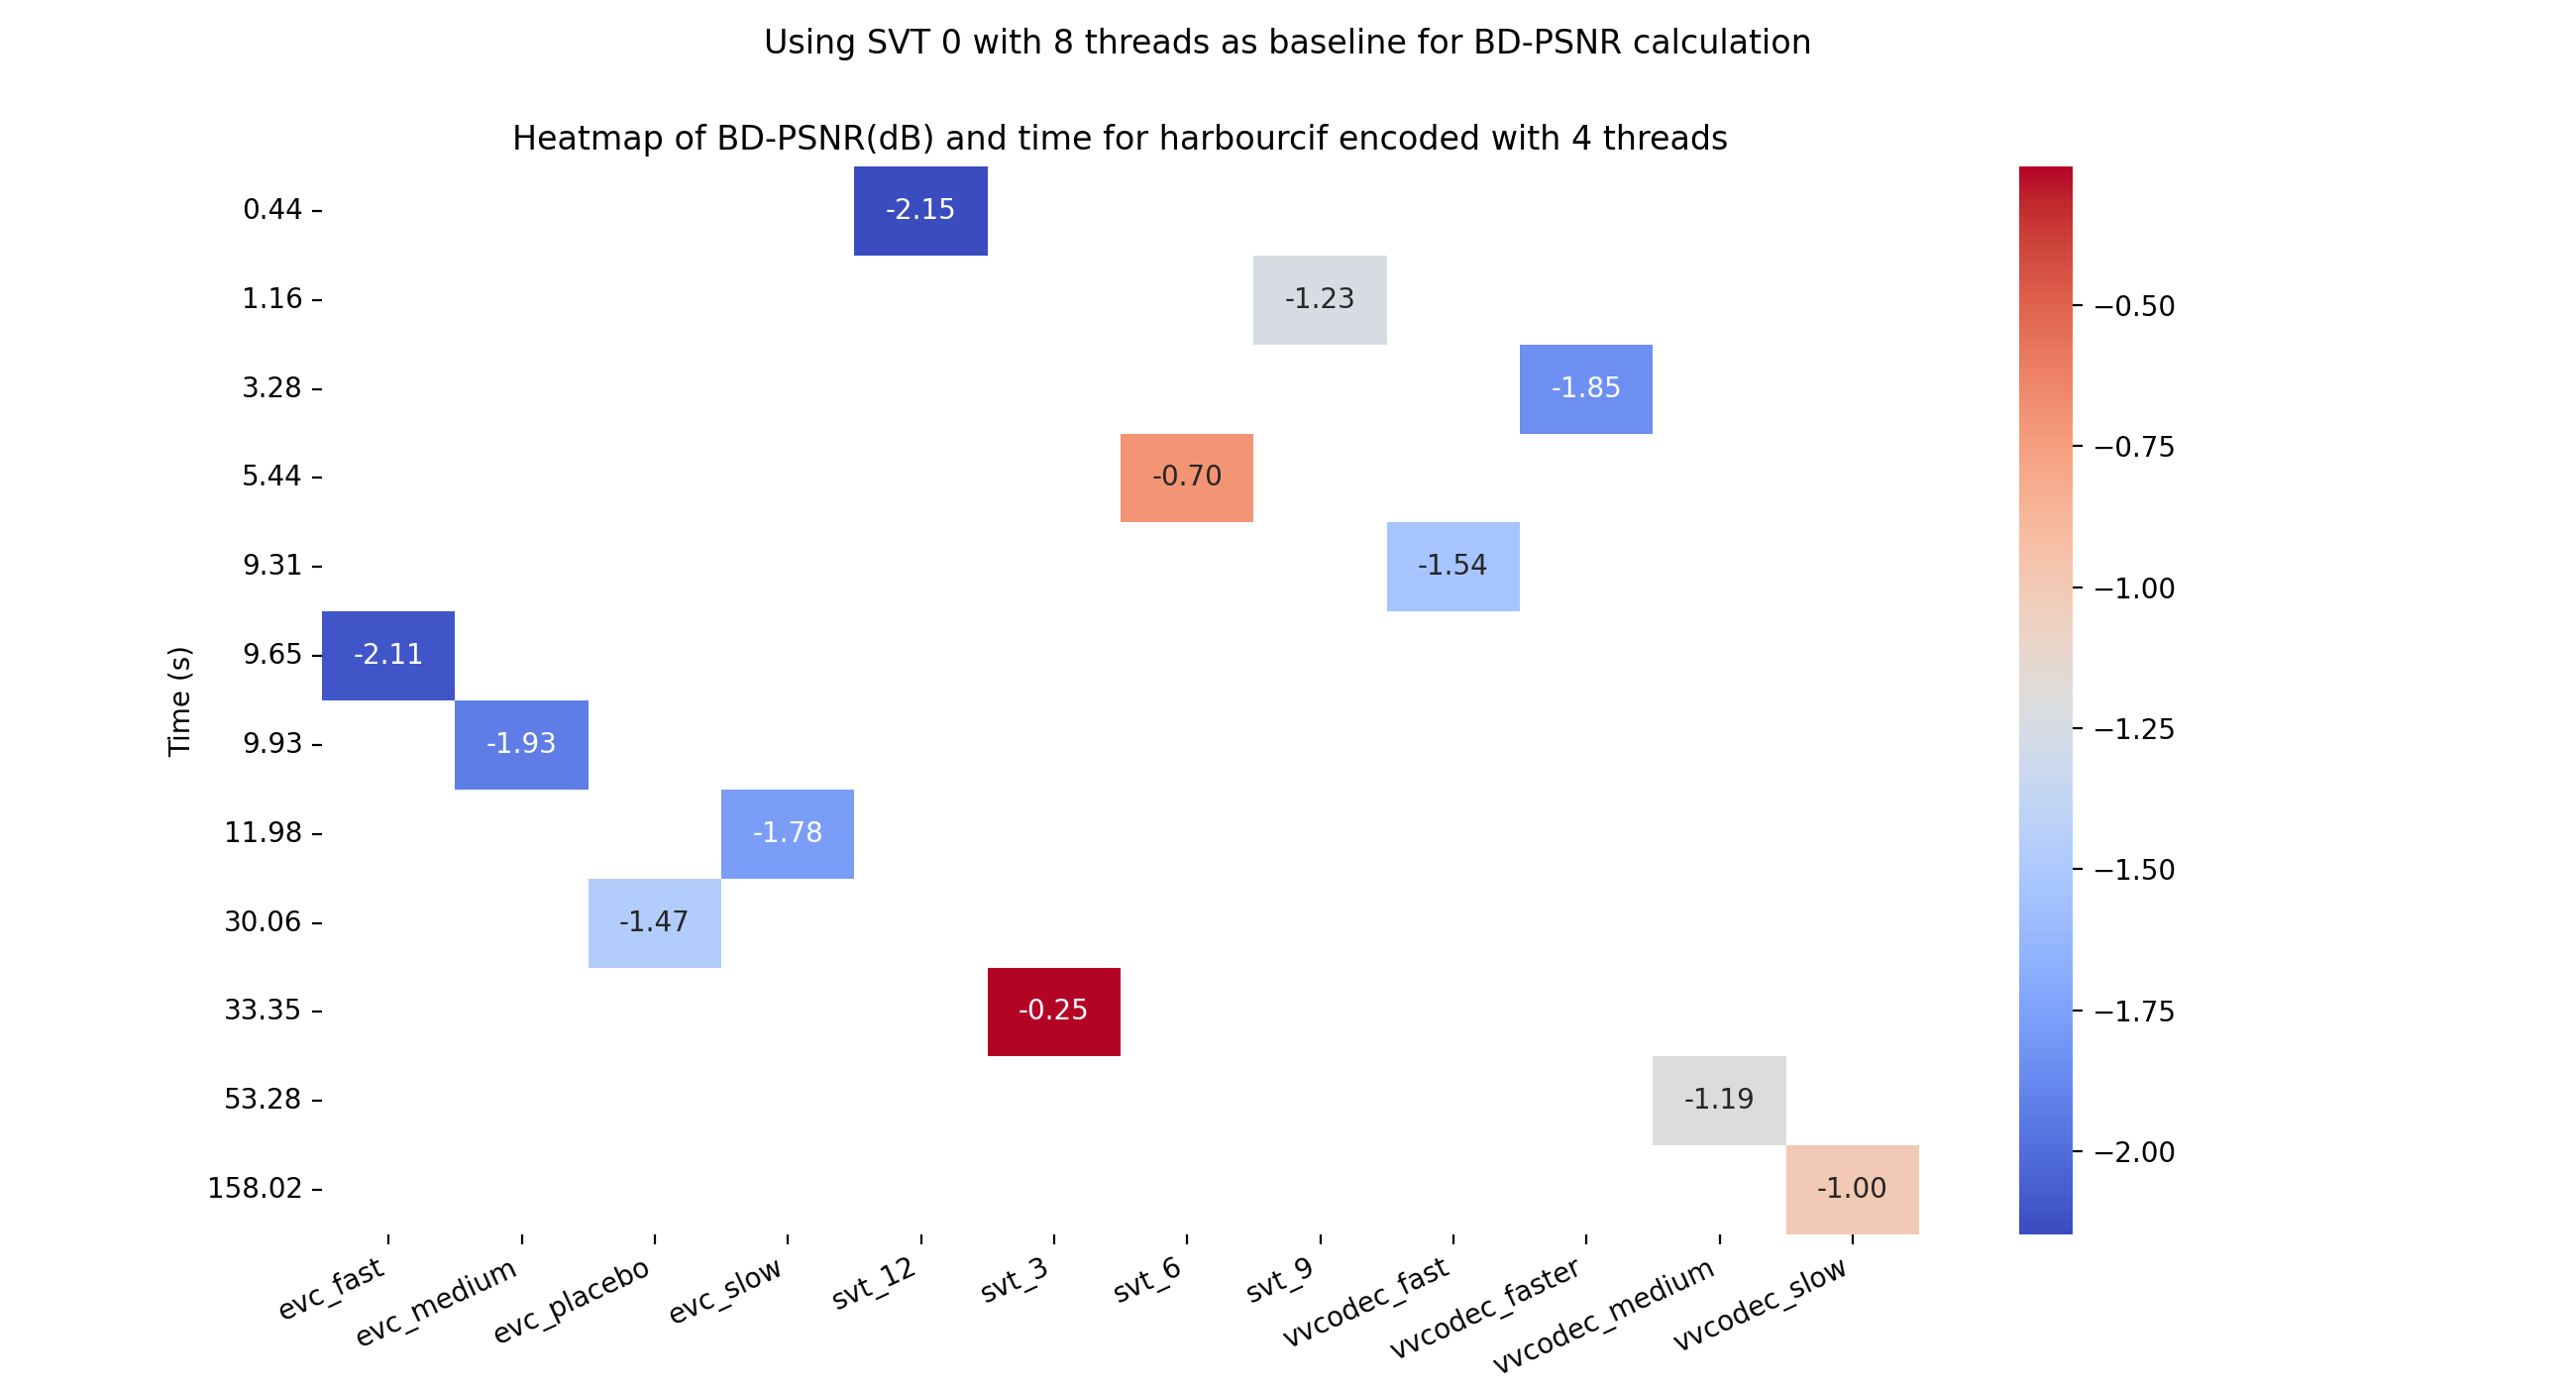 Using SVT 0 with 8 threads as baseline for BD-PSNR calculation
Heatmap of BD-PSNR(dB) and time for harbourcif encoded with 4 threads
Time (s)
0.44
-2.15
1.16
-1.23
3.28
-1.85
5.44
-0.70
9.31
-1.54
9.65
-2.11
9.93
-1.93
11.98
-1.78
30.06
-1.47
33.35
-0.25
53.28
-1.19
158.02
-1.00
evc_fast
evc_medium
evc_placebo
evc_slow
svt_12
svt_3
svt_6
svt_9
vvcodec_fast
vvcodec_faster
vvcodec_medium
vvcodec_slow
−0.50
−0.75
−1.00
−1.25
−1.50
−1.75
−2.00